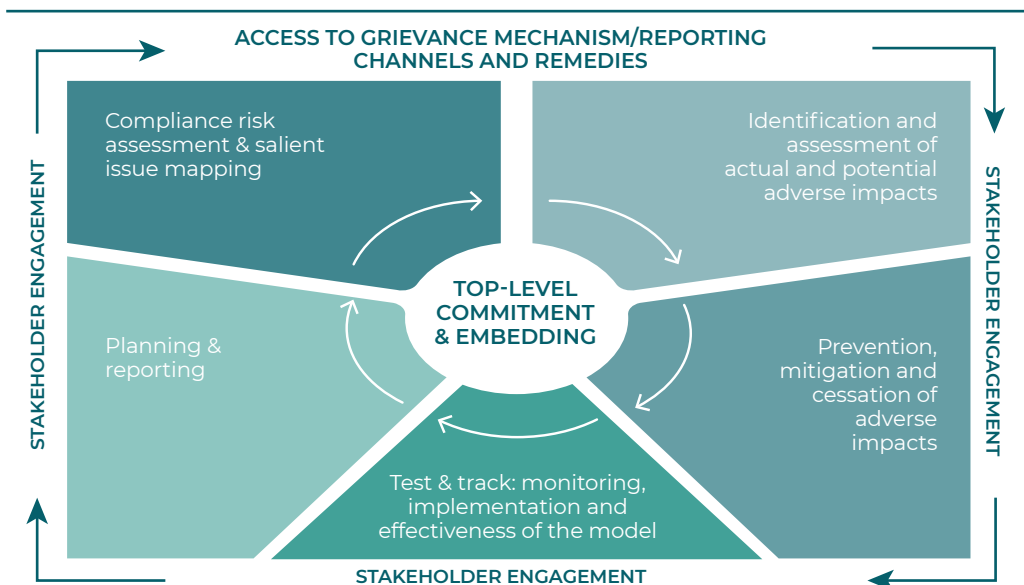 ACCESS TO GRIEVANCE MECHANISM/REPORTING
CHANNELS AND REMEDIES
Compliance risk
assessment & salient
issue mapping
Identification and
assessment of
actual and potential
adverse impacts
STAKEHOLDER ENGAGEMENT
STAKEHOLDER ENGAGEMENT
TOP-LEVEL
COMMITMENT
& EMBEDDING
Planning &
reporting
Prevention,
mitigation and
cessation of
adverse
impacts
Test & track: monitoring,
implementation and
effectiveness of the model
STAKEHOLDER ENGAGEMENT